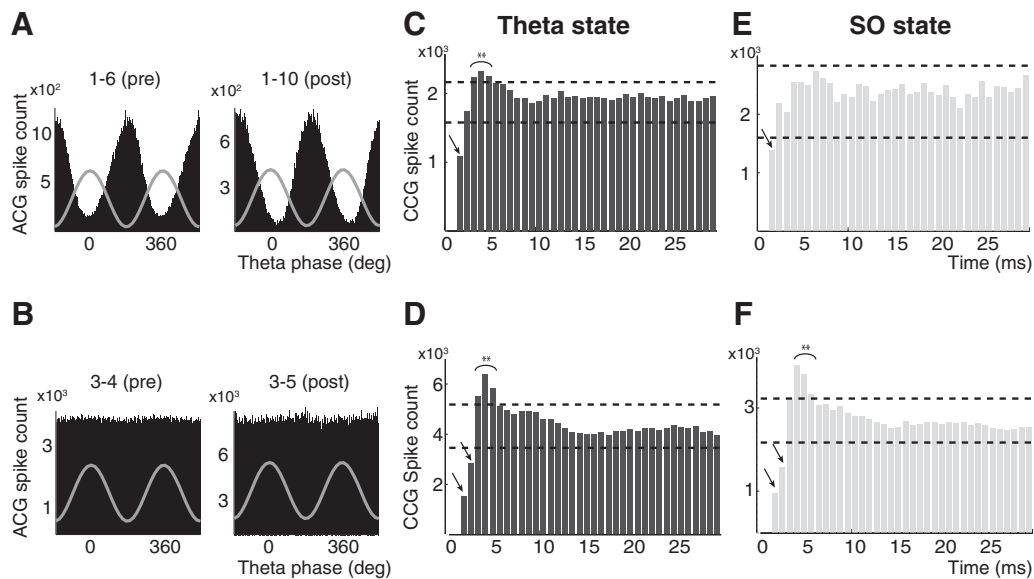 A
1-6 (pre)
1-10 (post)
x10²
x10²
ACG spike count
10
5
6
3
0
360
0
360
Theta phase (deg)
C
Theta state
x10³
**
CCG spike count
2
1
0
5
10
15
20
25
E
SO state
x10³
2
1
0
5
10
15
20
25
Time (ms)
B
3-4 (pre)
3-5 (post)
x10³
x10³
ACG spike count
3
1
6
3
0
360
0
360
Theta phase (deg)
D
x10³
**
CCG Spike count
6
4
2
0
5
10
15
20
25
F
x10³
**
3
1
0
5
10
15
20
25
Time (ms)